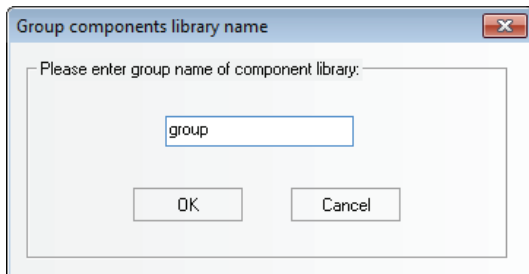 Group components library name
Please enter group name of component library:
group
OK Cancel